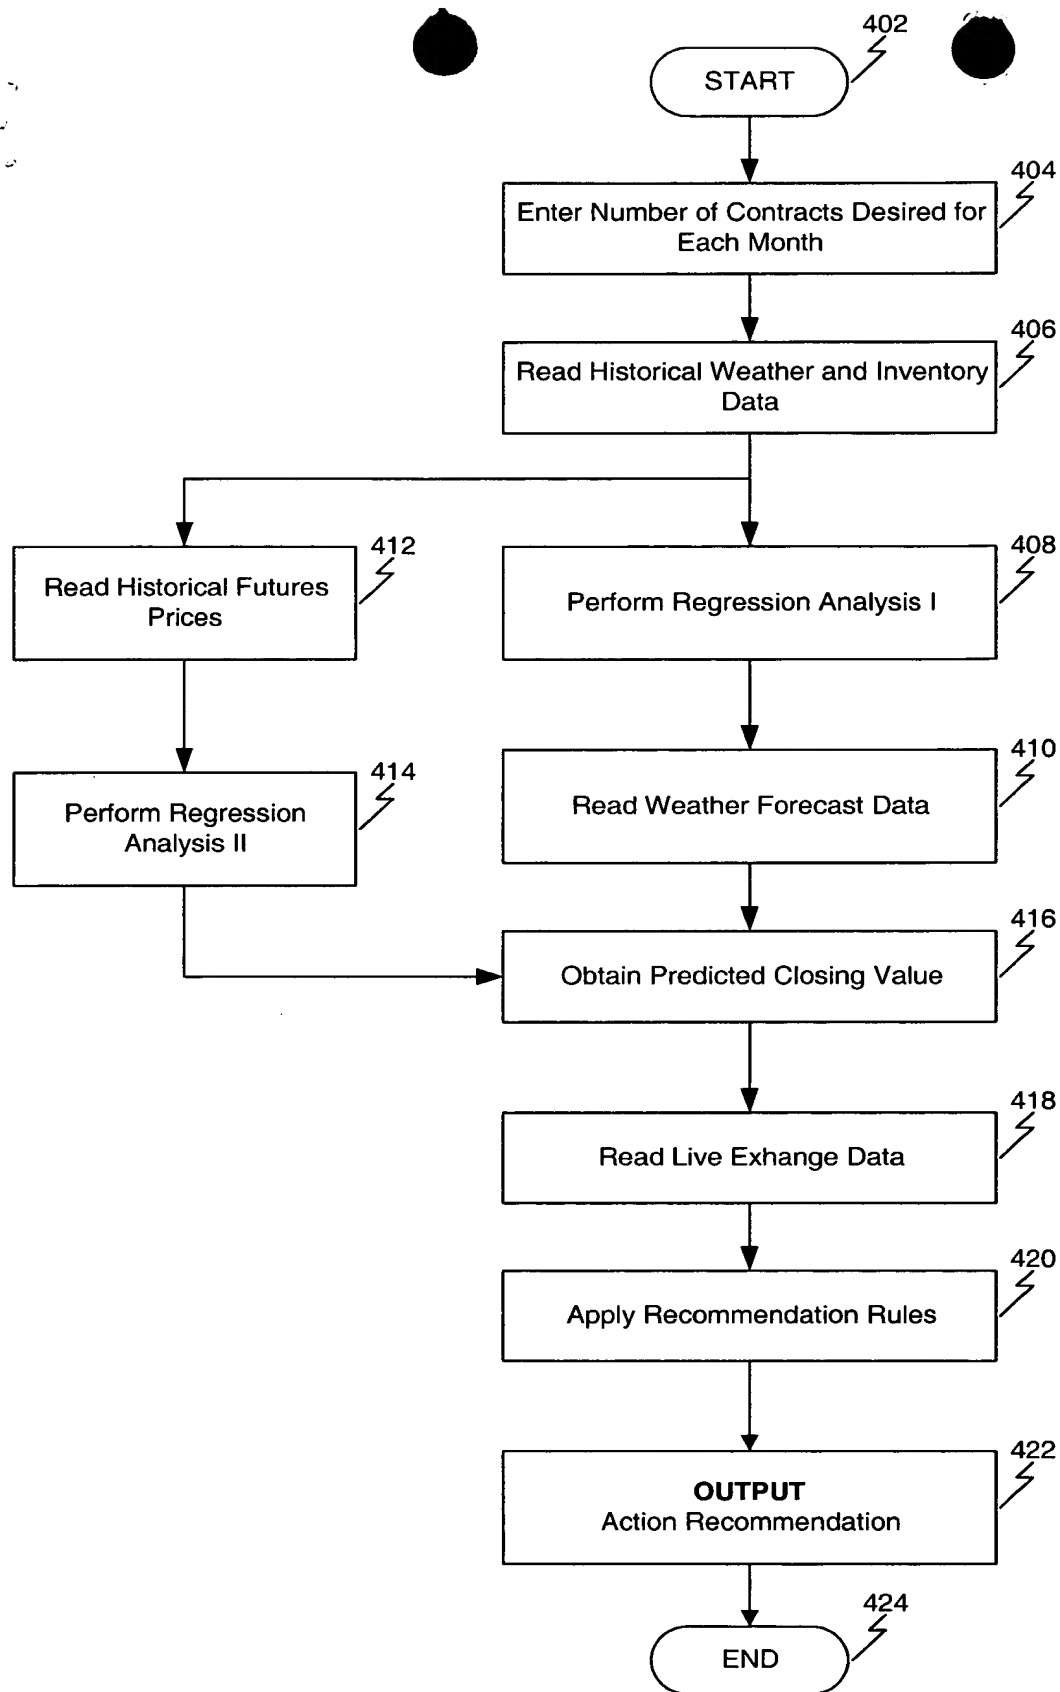 402
START
404
Enter Number of Contracts Desired for
Each Month
406
Read Historical Weather and Inventory
Data
412
Read Historical Futures
Prices
408
Perform Regression Analysis I
414
Perform Regression
Analysis II
410
Read Weather Forecast Data
416
Obtain Predicted Closing Value
418
Read Live Exhange Data
420
Apply Recommendation Rules
422
OUTPUT
Action Recommendation
424
END